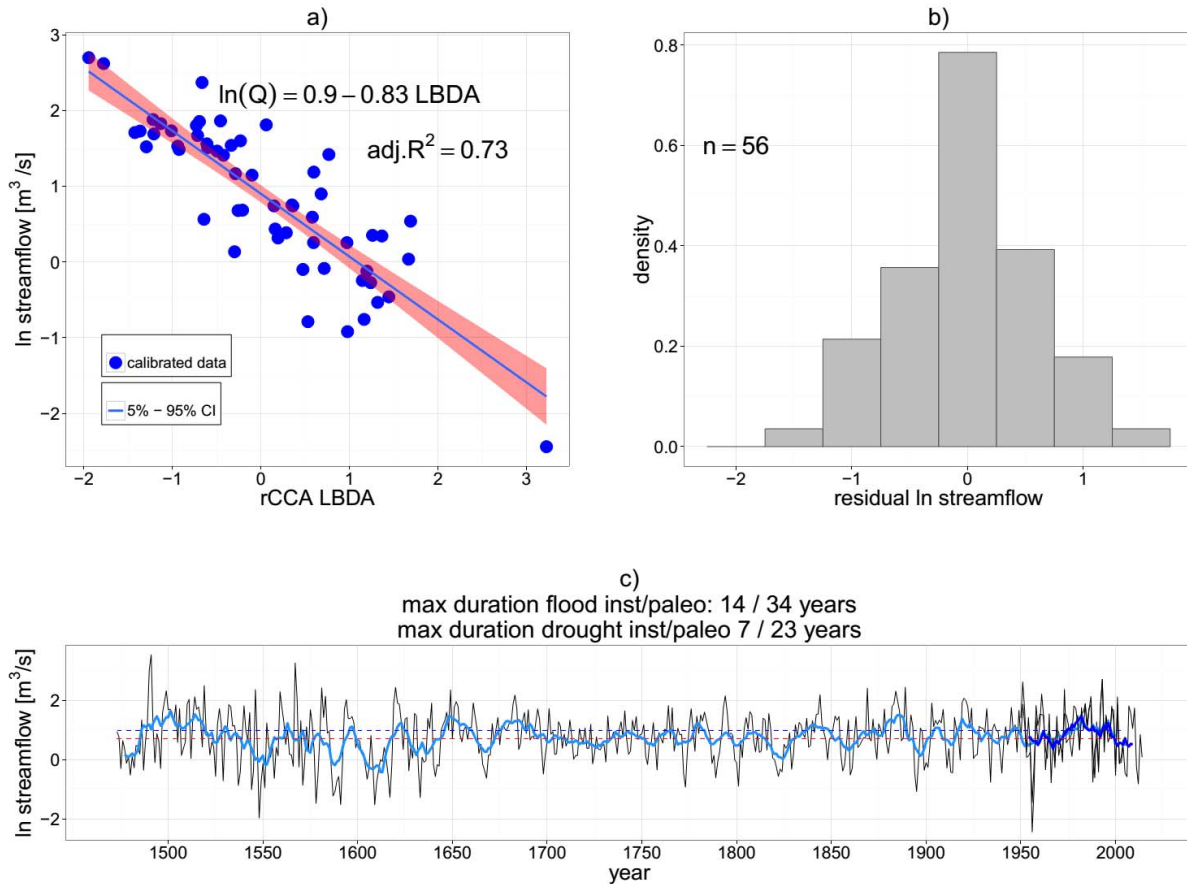 a)
ln streamflow [m³ /s]
3
2
1
0
−1
−2
ln(Q) = 0.9 − 0.83 LBDA
adj.R² = 0.73
calibrated data
5% − 95% CI
−2 −1 0 1 2 3
rCCA LBDA
b)
density
0.8
0.6
0.4
0.2
0.0
n = 56
−2 −1 0 1
residual ln streamflow
c)
max duration flood inst/paleo: 14 / 34 years
max duration drought inst/paleo 7 / 23 years
ln streamflow [m³/s]
2
0
−2
1500 1550 1600 1650 1700 1750 1800 1850 1900 1950 2000
year